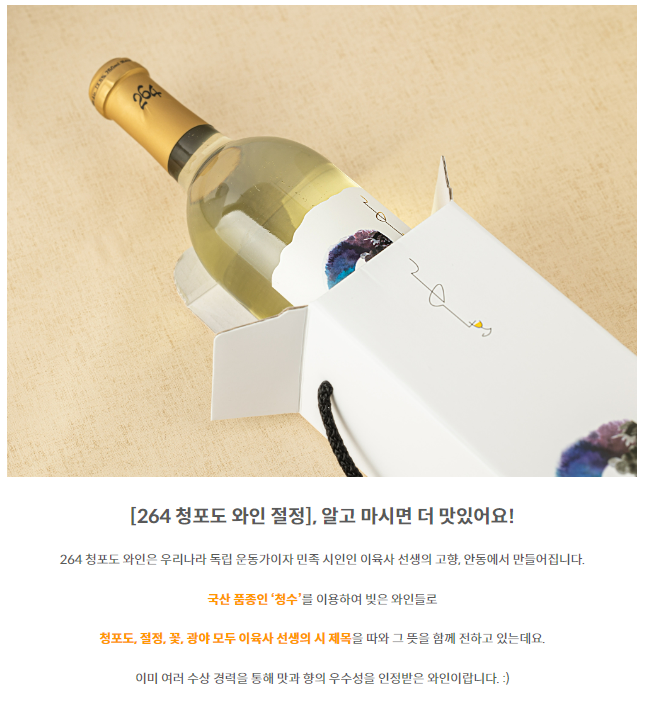 264
[264 청포도 와인 절정], 알고 마시면 더 맛있어요!
264 청포도 와인은 우리나라 독립 운동가이자 민족 시인인 이육사 선생의 고향, 안동에서 만들어집니다.
국산 품종인 ‘청수’를 이용하여 빚은 와인들로
청포도, 절정, 꽃, 광야 모두 이육사 선생의 시 제목을 따와 그 뜻을 함께 전하고 있는데요.
이미 여러 수상 경력을 통해 맛과 향의 우수성을 인정받은 와인이랍니다. :)